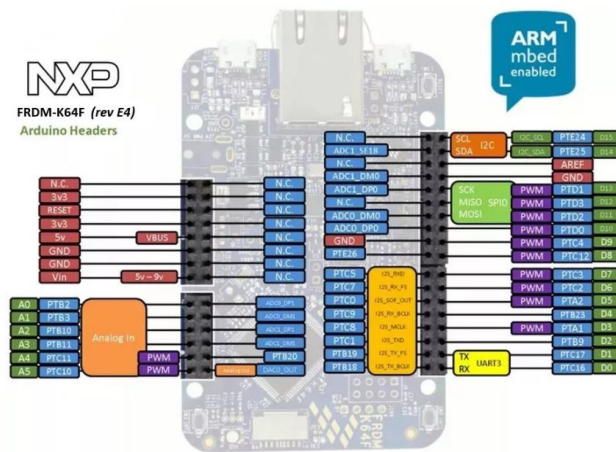 NXP
FRDM-K64F (rev E4)
Arduino Headers
ARM
mbed
enabled
N.C. SCL I2C I2C_SCL PTE24 D15
ADC1_SE18 SDA I2C_SDA PTE25 D14
N.C. AREF
ADC1_DM0 GND
ADC1_DP0 SCK PWM PTD1
N.C. MISO SPI0 PWM PTD3 D12
ADC0_DM0 MOSI PWM PTD2
ADC0_DP0 PWM PTD0 D10
GND PWM PTC4 D9
PTE26 PWM PTC12 D8
N.C. N.C.
3v3 N.C.
RESET N.C.
3v3 N.C.
5v VBUS N.C.
GND N.C.
GND N.C.
Vin 5v - 9v N.C.
A0 PTB2 Analog In ADC0_DP1
A1 PTB3 ADC0_DM1
A2 PTB10 ADC1_DP1
A3 PTB11 ADC1_DM1
A4 PTC11 PWM PTB20
A5 PTC10 PWM Analog Out DAC0_OUT
PTC5 I2S_RXD PWM PTC3 D7
PTC7 I2S_RX_FS PWM PTC2 D6
PTC0 I2S_SOF_OUT PWM PTA2 D5
PTC9 I2S_RX_BCLK PTB23 D4
PTC8 I2S_MCLK PWM PTA1 D3
PTC1 I2S_TXD PTB9 D2
PTB19 I2S_TX_FS TX UART3 PTC17 D1
PTB18 I2S_TX_BCLK RX PTC16 D0
FRDM
K64F